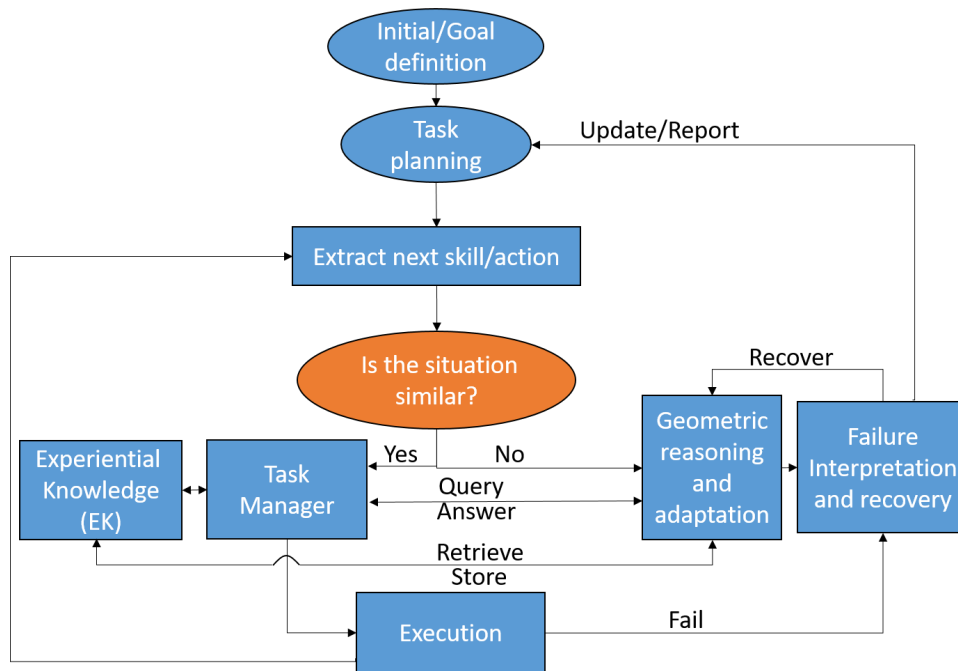 Initial/Goal
definition
Task
planning
Update/Report
Extract next skill/action
Is the situation
similar?
Recover
Yes
No
Experiential
Knowledge
(EK)
Task
Manager
Query
Answer
Geometric
reasoning
and
adaptation
Failure
Interpretation
and recovery
Retrieve
Store
Execution
Fail